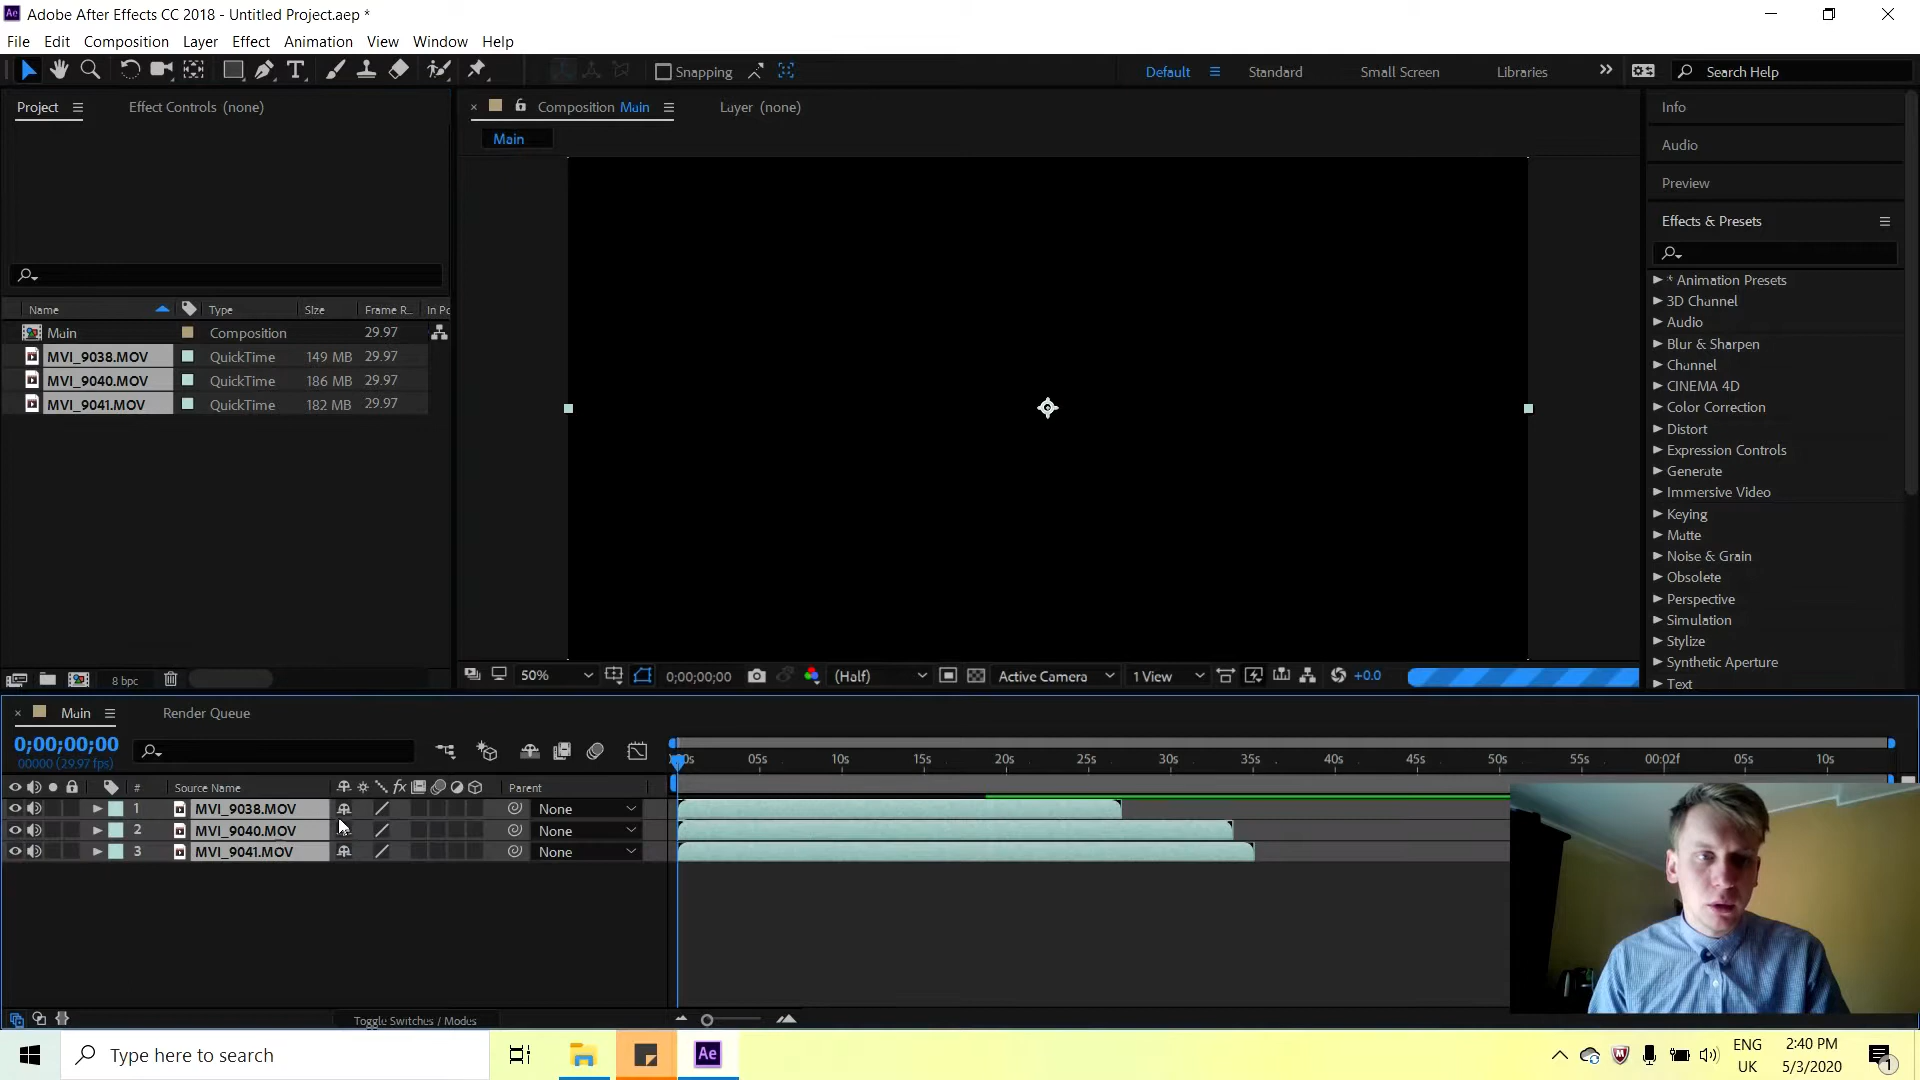 Adobe After Effects CC 2018 - Untitled Project.aep *
File Edit Composition Layer Effect Animation View Window Help
Snapping Default Standard Small Screen Libraries Search Help
Project Effect Controls (none)
Composition Main Layer (none)
Main
Name Type Size Frame R... In Po
Main Composition 29.97
MVI_9038.MOV QuickTime 149 MB 29.97
MVI_9040.MOV QuickTime 186 MB 29.97
MVI_9041.MOV QuickTime 182 MB 29.97
8 bpc
50% 0;00;00;00 (Half) Active Camera 1 View +0.0
Info
Audio
Preview
Effects & Presets
* Animation Presets
3D Channel
Audio
Blur & Sharpen
Channel
CINEMA 4D
Color Correction
Distort
Expression Controls
Generate
Immersive Video
Keying
Matte
Noise & Grain
Obsolete
Perspective
Simulation
Stylize
Synthetic Aperture
Text
Main Render Queue
0;00;00;00
00000 (29.97 fps)
05s 10s 15s 20s 25s 30s 35s 40s 45s 50s 55s 00:02f 05s 10s
# Source Name Parent
1 MVI_9038.MOV None
2 MVI_9040.MOV None
3 MVI_9041.MOV None
Toggle Switches / Modes
Type here to search
Ae
ENG
UK
2:40 PM
5/3/2020
1